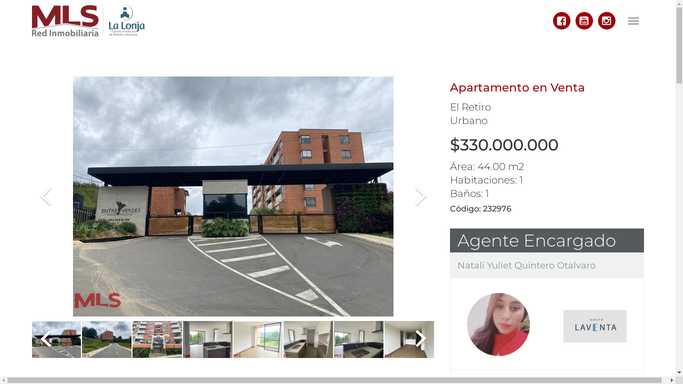 MLS
Red Inmobiliaria
La Lonja
Apartamento en Venta
El Retiro
Urbano
$330.000.000
Área: 44.00 m2
Habitaciones: 1
Baños: 1
Código: 232976
MLS
Agente Encargado
Natali Yuliet Quintero Otalvaro
LAVENTA